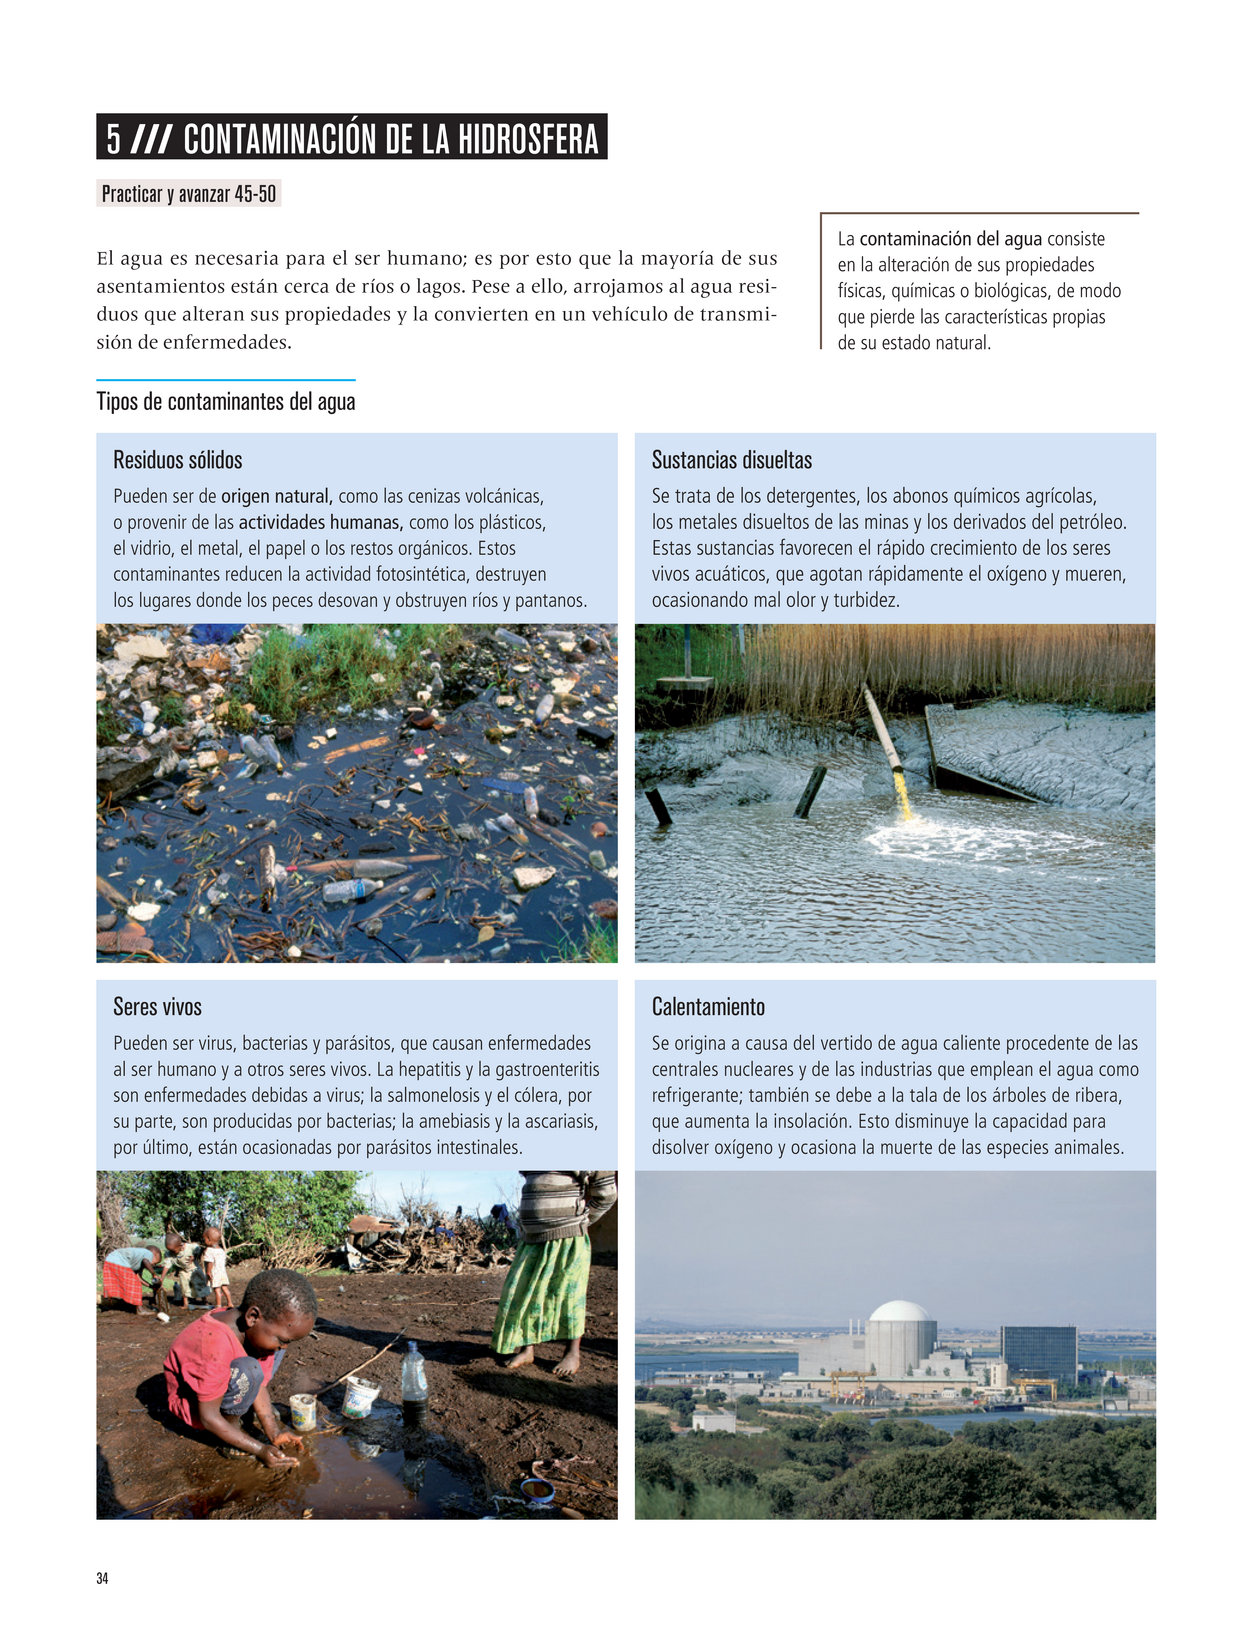 5 /// CONTAMINACIÓN DE LA HIDROSFERA
Practicar y avanzar 45-50
El agua es necesaria para el ser humano; es por esto que la mayoría de sus
asentamientos están cerca de ríos o lagos. Pese a ello, arrojamos al agua resi-
duos que alteran sus propiedades y la convierten en un vehículo de transmi-
sión de enfermedades.
La contaminación del agua consiste
en la alteración de sus propiedades
físicas, químicas o biológicas, de modo
que pierde las características propias
de su estado natural.
Tipos de contaminantes del agua
Residuos sólidos
Pueden ser de origen natural, como las cenizas volcánicas,
o provenir de las actividades humanas, como los plásticos,
el vidrio, el metal, el papel o los restos orgánicos. Estos
contaminantes reducen la actividad fotosintética, destruyen
los lugares donde los peces desovan y obstruyen ríos y pantanos.
Sustancias disueltas
Se trata de los detergentes, los abonos químicos agrícolas,
los metales disueltos de las minas y los derivados del petróleo.
Estas sustancias favorecen el rápido crecimiento de los seres
vivos acuáticos, que agotan rápidamente el oxígeno y mueren,
ocasionando mal olor y turbidez.
Seres vivos
Pueden ser virus, bacterias y parásitos, que causan enfermedades
al ser humano y a otros seres vivos. La hepatitis y la gastroenteritis
son enfermedades debidas a virus; la salmonelosis y el cólera, por
su parte, son producidas por bacterias; la amebiasis y la ascariasis,
por último, están ocasionadas por parásitos intestinales.
Calentamiento
Se origina a causa del vertido de agua caliente procedente de las
centrales nucleares y de las industrias que emplean el agua como
refrigerante; también se debe a la tala de los árboles de ribera,
que aumenta la insolación. Esto disminuye la capacidad para
disolver oxígeno y ocasiona la muerte de las especies animales.
34